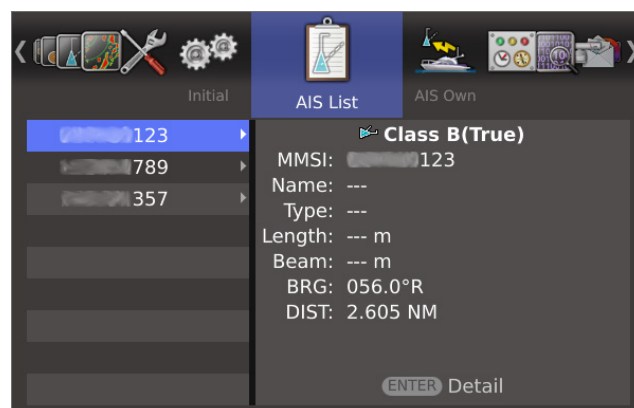 Initial
AIS List
AIS Own
123
789
357
Class B(True)
MMSI: 123
Name: ---
Type: ---
Length: --- m
Beam: --- m
BRG: 056.0°R
DIST: 2.605 NM
ENTER Detail